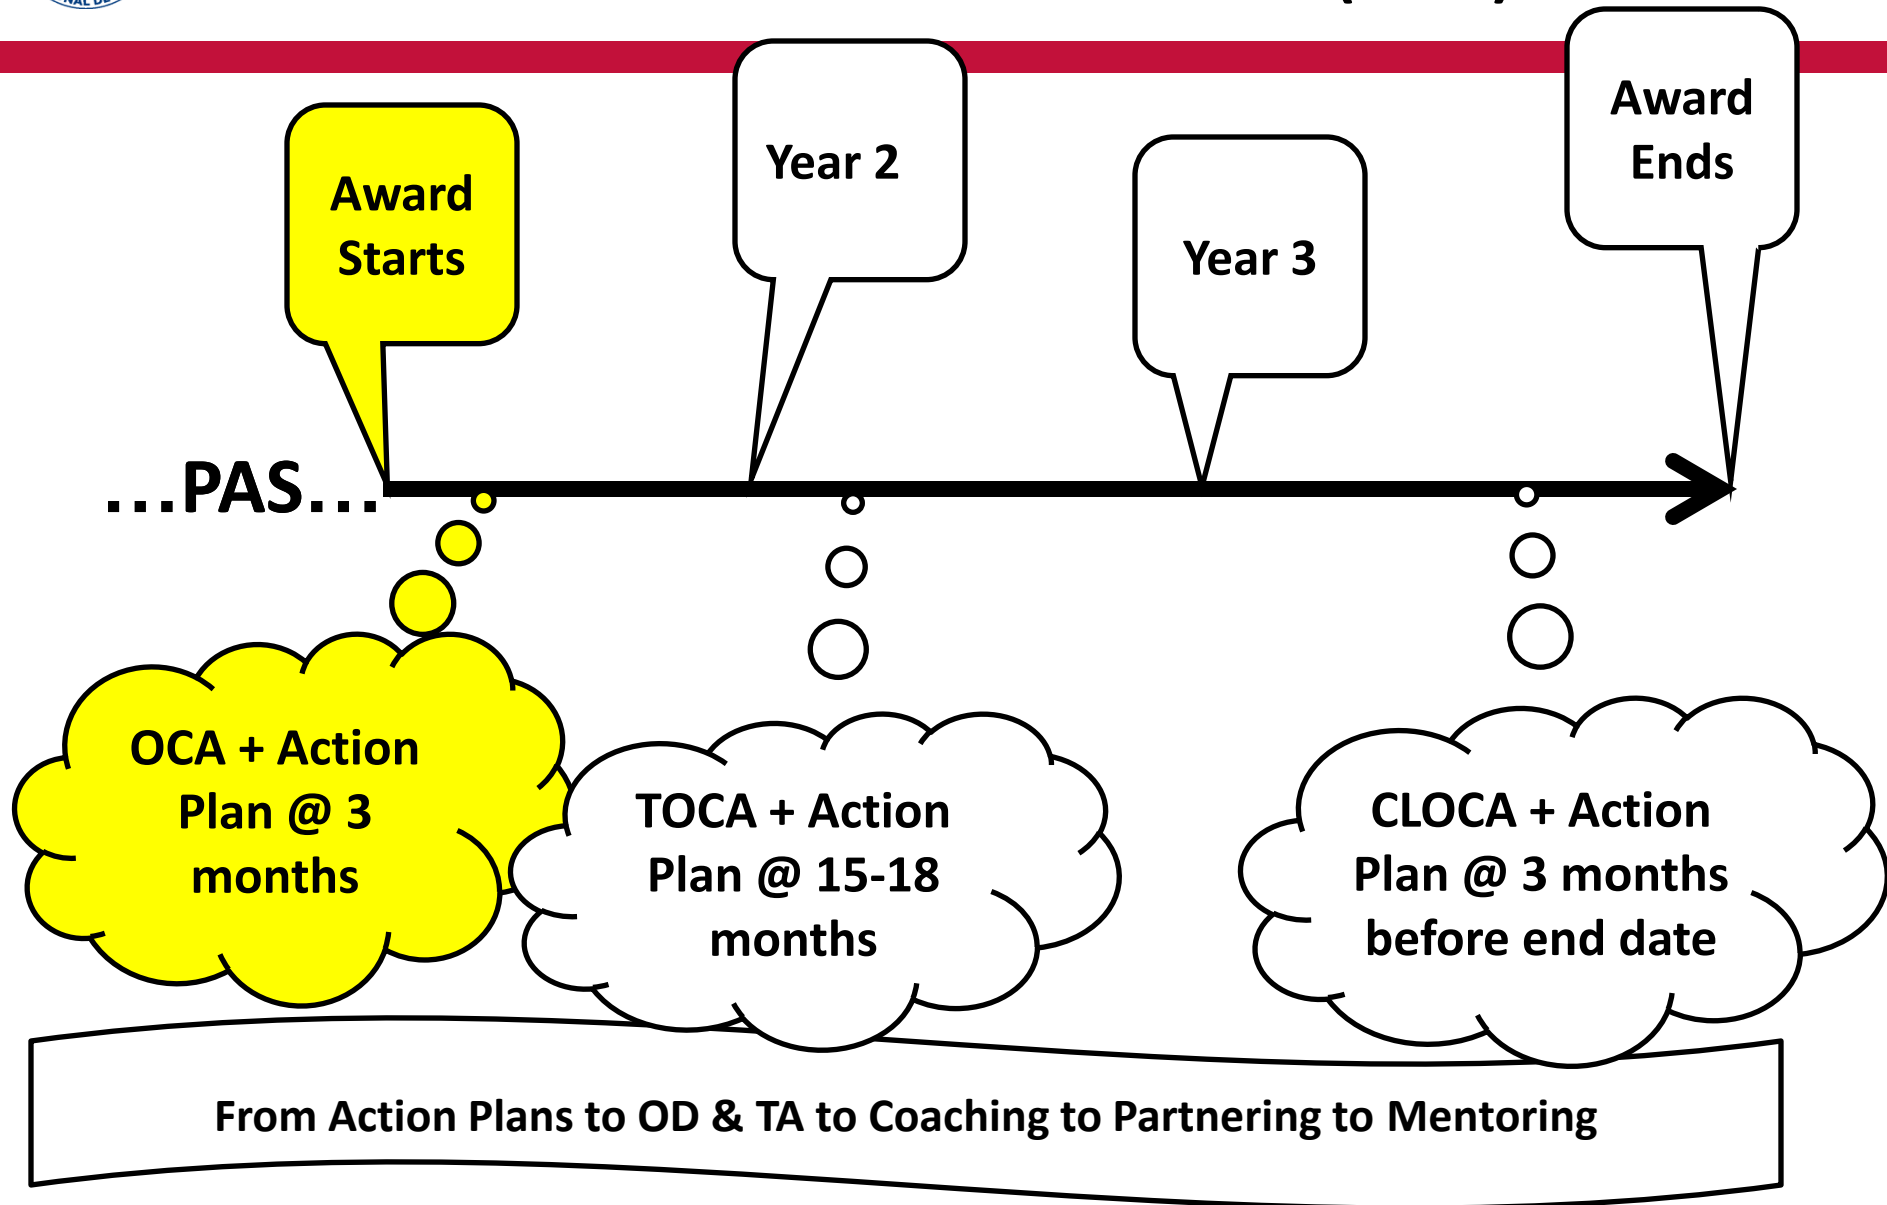 Award
Starts
Year 2
Year 3
Award
Ends
...PAS...
OCA + Action
Plan @ 3
months
TOCA + Action
Plan @ 15-18
months
CLOCA + Action
Plan @ 3 months
before end date
From Action Plans to OD & TA to Coaching to Partnering to Mentoring